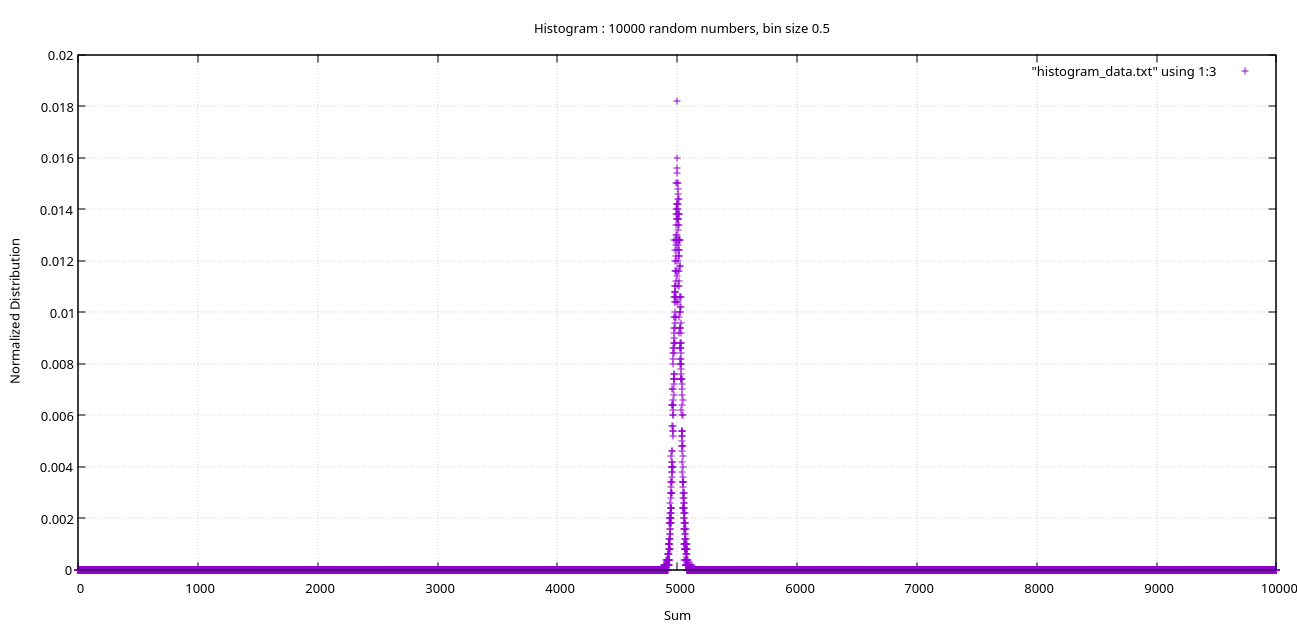 Histogram : 10000 random numbers, bin size 0.5
"histogram_data.txt" using 1:3
Normalized Distribution
0.02
0.018
0.016
0.014
0.012
0.01
0.008
0.006
0.004
0.002
0
0 1000 2000 3000 4000 5000 6000 7000 8000 9000 10000
Sum